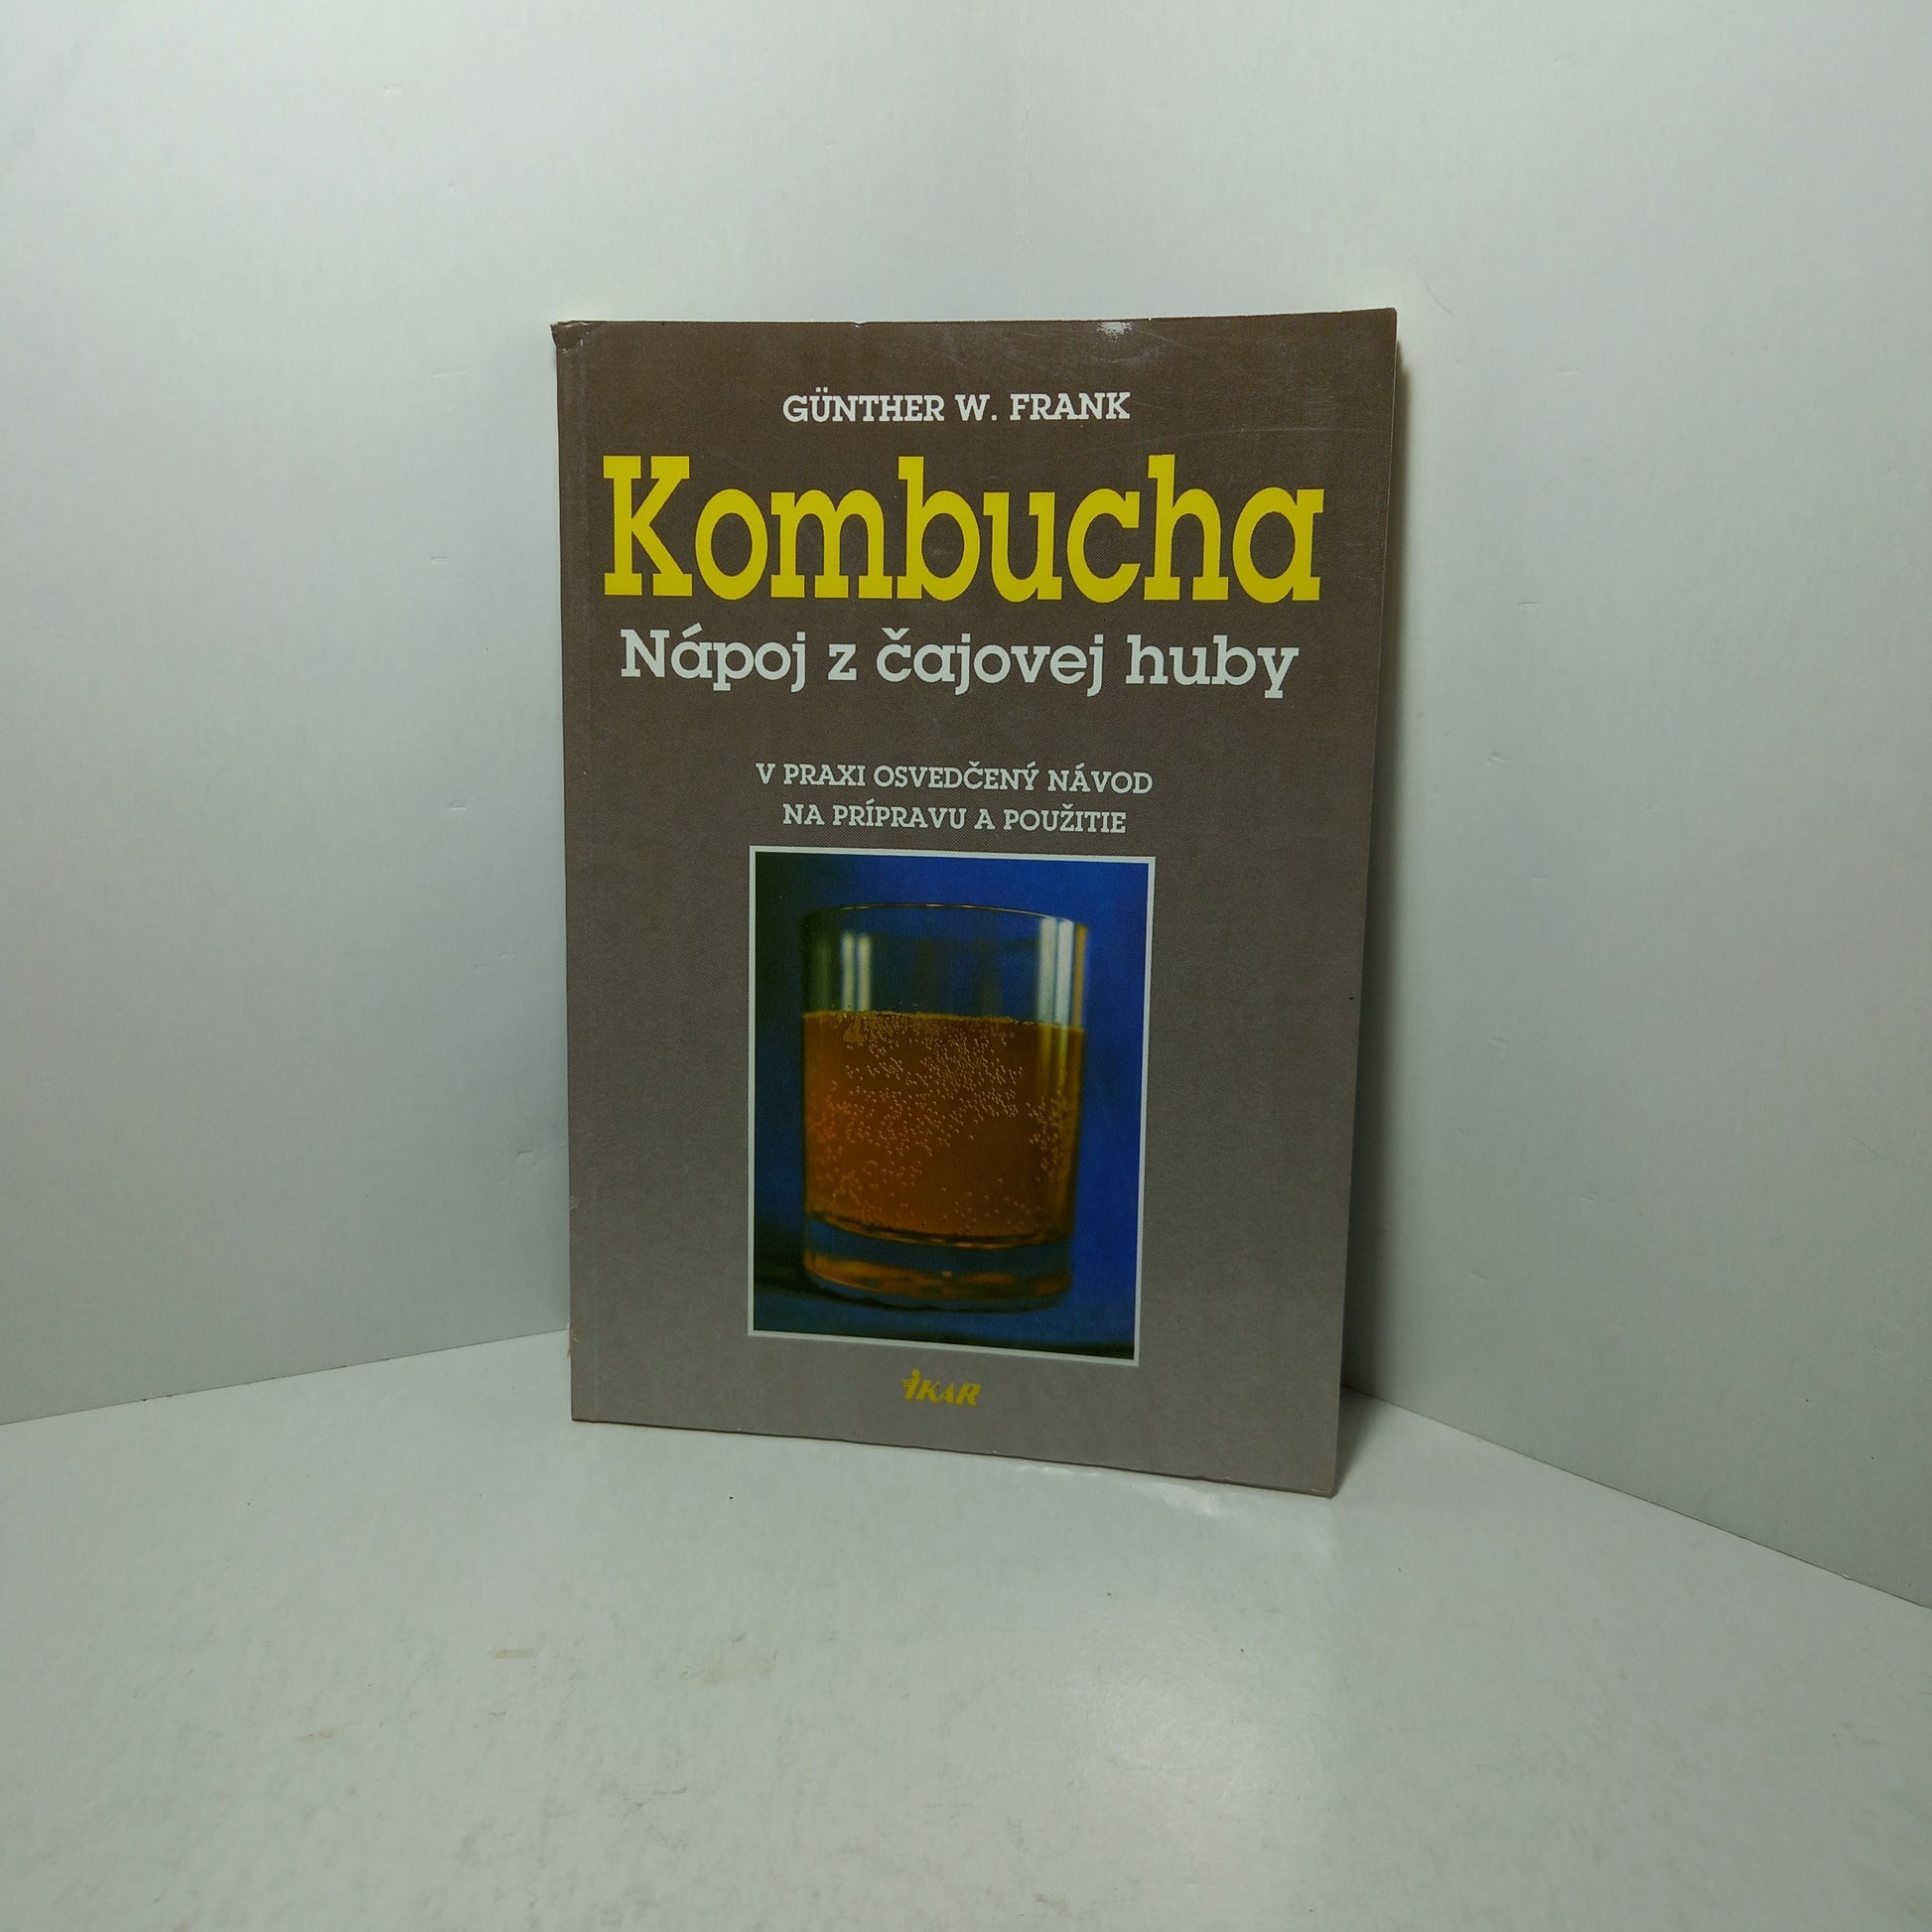 GÜNTHER W. FRANK
Kombucha
Nápoj z čajovej huby
V PRAXI OSVEDČENÝ NÁVOD
NA PRÍPRAVU A POUŽITIE
IKAR